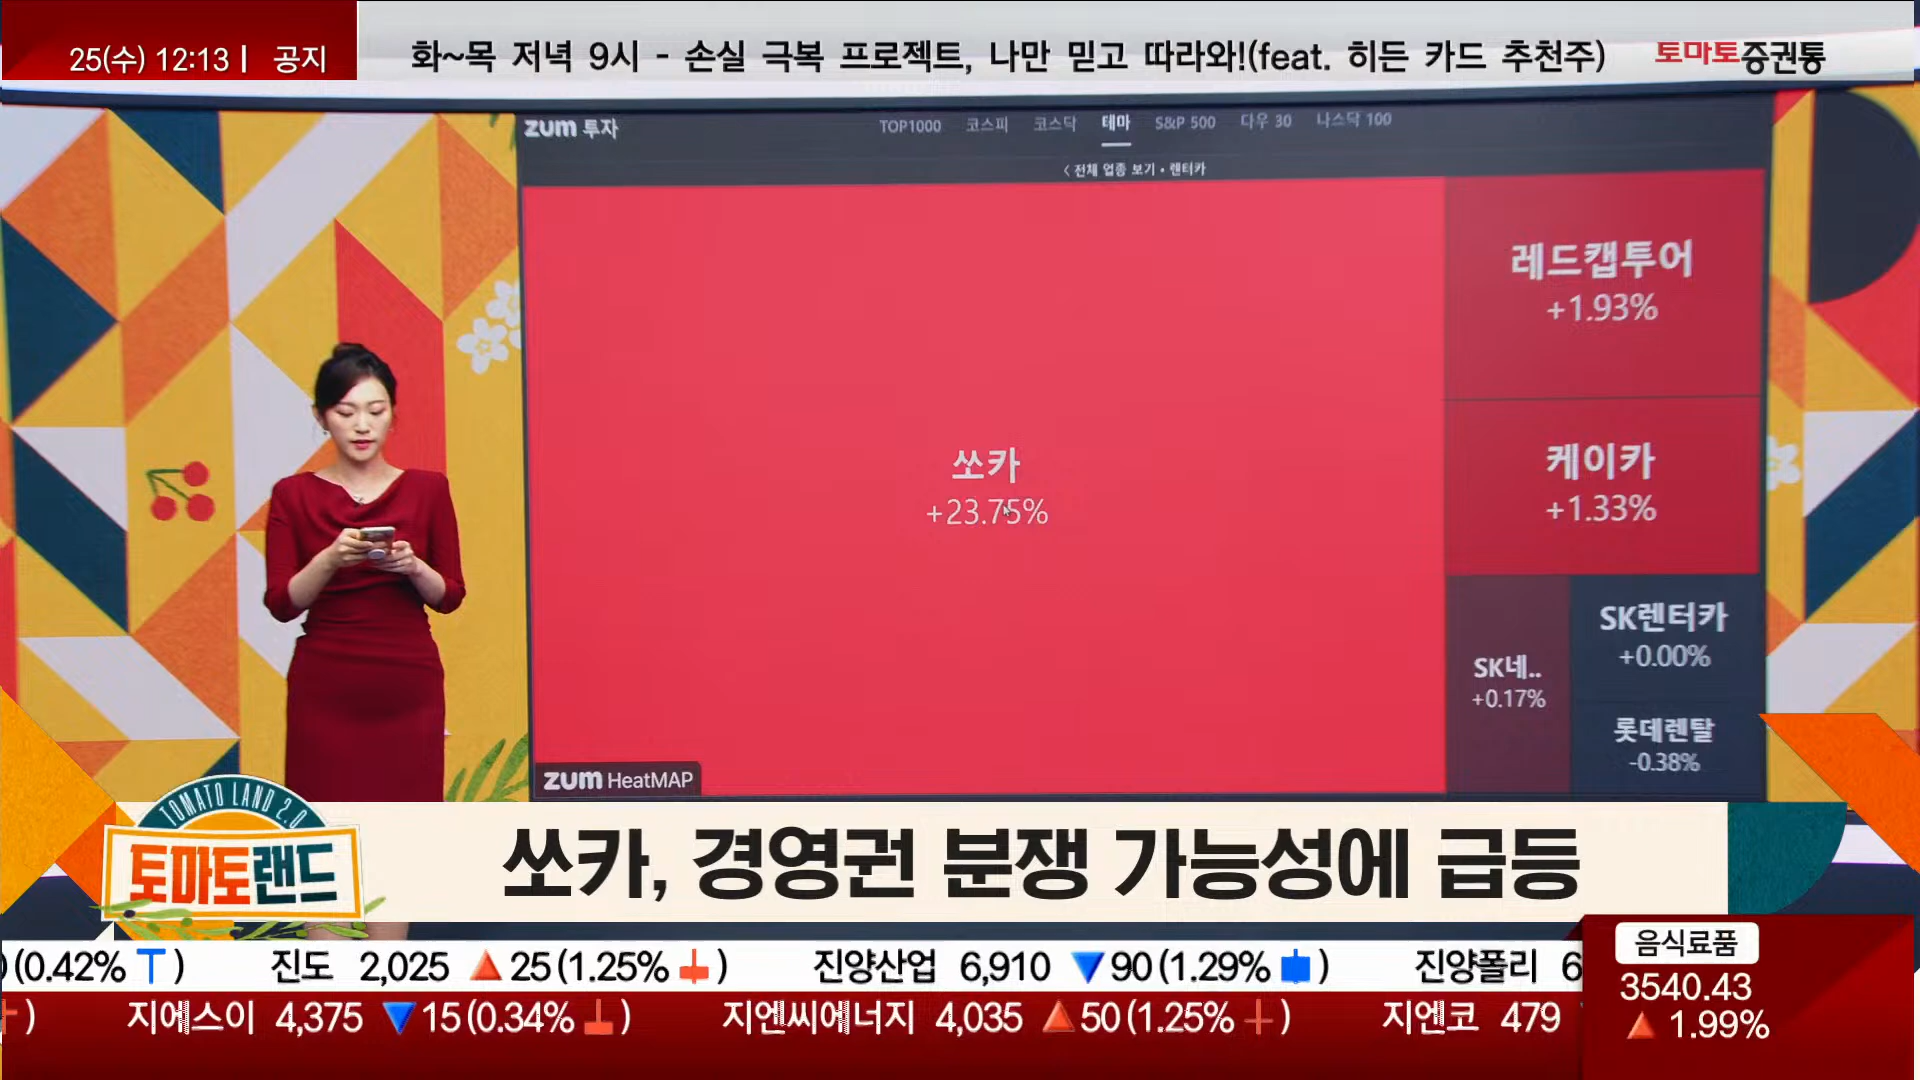 25(수) 12:13 | 공지
화~목 저녁 9시 - 손실 극복 프로젝트, 나만 믿고 따라와!(feat. 히든 카드 추천주)
토마토증권통
zum 투자
TOP1000 코스피 코스닥 테마 S&P 500 다우 30 나스닥 100
< 전체 업종 보기 • 렌터카
쏘카
+23.75%
레드캡투어
+1.93%
케이카
+1.33%
SK네..
+0.17%
SK렌터카
+0.00%
롯데렌탈
-0.38%
zum HeatMAP
TOMATO LAND 2.0
토마토랜드
쏘카, 경영권 분쟁 가능성에 급등
(0.42% ) 진도 2,025 ▲25(1.25% ) 진양산업 6,910 ▼90(1.29% ) 진양폴리 6
) 지에스이 4,375 ▼15(0.34% ) 지엔씨에너지 4,035 ▲50(1.25% ) 지엔코 479
음식료품
3540.43
▲ 1.99%